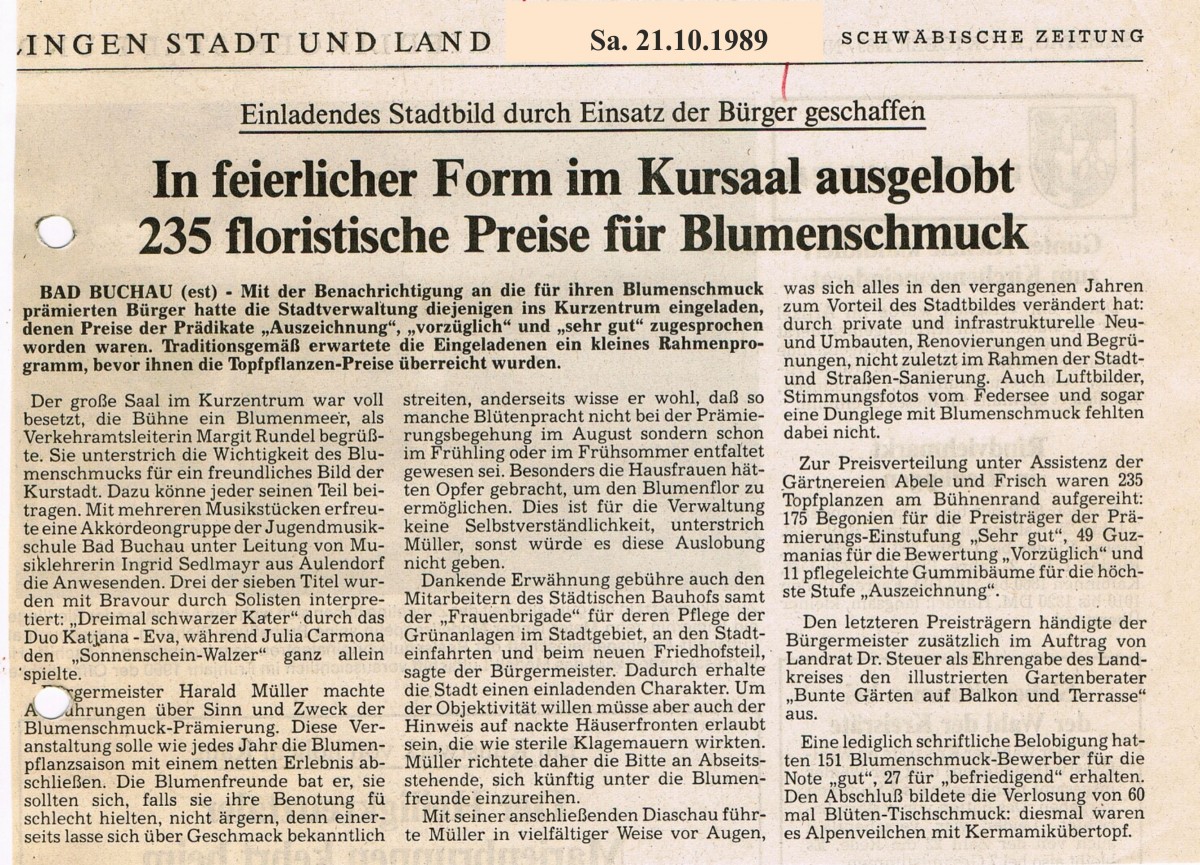 LINGEN STADT UND LAND
Sa. 21.10.1989
SCHWÄBISCHE ZEITUNG
Einladendes Stadtbild durch Einsatz der Bürger geschaffen
In feierlicher Form im Kursaal ausgelobt
235 floristische Preise für Blumenschmuck
BAD BUCHAU (est) - Mit der Benachrichtigung an die für ihren Blumenschmuck
prämierten Bürger hatte die Stadtverwaltung diejenigen ins Kurzentrum eingeladen,
denen Preise der Prädikate „Auszeichnung“, „vorzüglich“ und „sehr gut“ zugesprochen
worden waren. Traditionsgemäß erwartete die Eingeladenen ein kleines Rahmenpro-
gramm, bevor ihnen die Topfpflanzen-Preise überreicht wurden.
Der große Saal im Kurzentrum war voll
besetzt, die Bühne ein Blumenmeer, als
Verkehramtsleiterin Margit Rundel begrüß-
te. Sie unterstrich die Wichtigkeit des Blu-
menschmucks für ein freundliches Bild der
Kurstadt. Dazu könne jeder seinen Teil bei-
tragen. Mit mehreren Musikstücken erfreu-
te eine Akkordeongruppe der Jugendmusik-
schule Bad Buchau unter Leitung von Mu-
siklehrerin Ingrid Sedlmayr aus Aulendorf
die Anwesenden. Drei der sieben Titel wur-
den mit Bravour durch Solisten interpre-
tiert: „Dreimal schwarzer Kater“ durch das
Duo Katjana - Eva, während Julia Carmona
den „Sonnenschein-Walzer“ ganz allein
spielte.
rgermeister Harald Müller machte
A ührungen über Sinn und Zweck der
Blumenschmuck-Prämierung. Diese Ver-
anstaltung solle wie jedes Jahr die Blumen-
pflanzsaison mit einem netten Erlebnis ab-
schließen. Die Blumenfreunde bat er, sie
sollten sich, falls sie ihre Benotung fü
schlecht hielten, nicht ärgern, denn einer-
seits lasse sich über Geschmack bekanntlich
streiten, anderseits wisse er wohl, daß so
manche Blütenpracht nicht bei der Prämie-
rungsbegehung im August sondern schon
im Frühling oder im Frühsommer entfaltet
gewesen sei. Besonders die Hausfrauen hät-
ten Opfer gebracht, um den Blumenflor zu
ermöglichen. Dies ist für die Verwaltung
keine Selbstverständlichkeit, unterstrich
Müller, sonst würde es diese Auslobung
nicht geben.
Dankende Erwähnung gebühre auch den
Mitarbeitern des Städtischen Bauhofs samt
der „Frauenbrigade“ für deren Pflege der
Grünanlagen im Stadtgebiet, an den Stadt-
einfahrten und beim neuen Friedhofsteil,
sagte der Bürgermeister. Dadurch erhalte
die Stadt einen einladenden Charakter. Um
der Objektivität willen müsse aber auch der
Hinweis auf nackte Häuserfronten erlaubt
sein, die wie sterile Klagemauern wirkten.
Müller richtete daher die Bitte an Abseits-
stehende, sich künftig unter die Blumen-
freunde einzureihen.
Mit seiner anschließenden Diaschau führ-
te Müller in vielfältiger Weise vor Augen,
was sich alles in den vergangenen Jahren
zum Vorteil des Stadtbildes verändert hat:
durch private und infrastrukturelle Neu-
und Umbauten, Renovierungen und Begrü-
nungen, nicht zuletzt im Rahmen der Stadt-
und Straßen-Sanierung. Auch Luftbilder,
Stimmungsfotos vom Federsee und sogar
eine Dunglege mit Blumenschmuck fehlten
dabei nicht.
Zur Preisverteilung unter Assistenz der
Gärtnereien Abele und Frisch waren 235
Topfplanzen am Bühnenrand aufgereiht:
175 Begonien für die Preisträger der Prä-
mierungs-Einstufung „Sehr gut“, 49 Guz-
manias für die Bewertung „Vorzüglich“ und
11 pflegeleichte Gummibäume für die höch-
ste Stufe „Auszeichnung“.
Den letzteren Preisträgern händigte der
Bürgermeister zusätzlich im Auftrag von
Landrat Dr. Steuer als Ehrengabe des Land-
kreises den illustrierten Gartenberater
„Bunte Gärten auf Balkon und Terrasse“
aus.
Eine lediglich schriftliche Belobigung hat-
ten 151 Blumenschmuck-Bewerber für die
Note „gut“, 27 für „befriedigend“ erhalten.
Den Abschluß bildete die Verlosung von 60
mal Blüten-Tischschmuck: diesmal waren
es Alpenveilchen mit Kermamikübertopf.